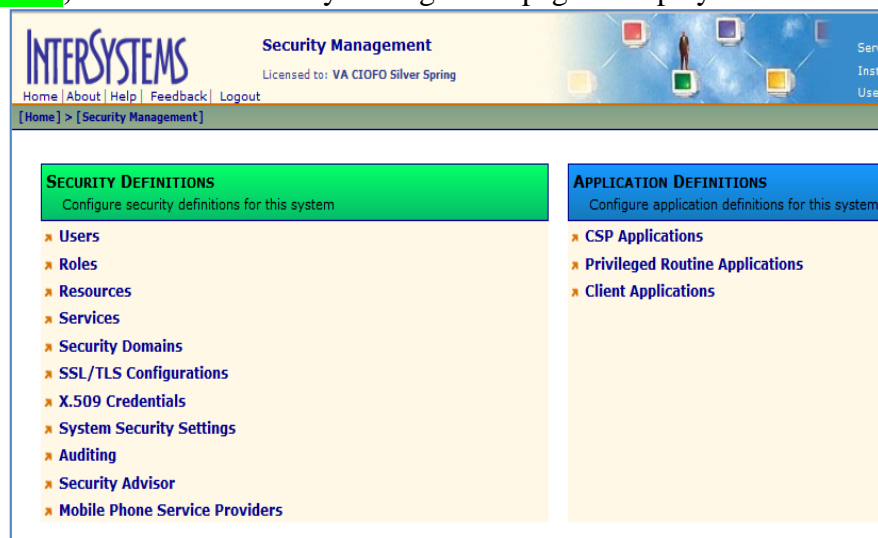 INTERSYSTEMS
Security Management
Licensed to: VA CIOFO Silver Spring
Home | About | Help | Feedback | Logout
[Home] > [Security Management]
SECURITY DEFINITIONS
Configure security definitions for this system
Users
Roles
Resources
Services
Security Domains
SSL/TLS Configurations
X.509 Credentials
System Security Settings
Auditing
Security Advisor
Mobile Phone Service Providers
APPLICATION DEFINITIONS
Configure application definitions for this system
CSP Applications
Privileged Routine Applications
Client Applications